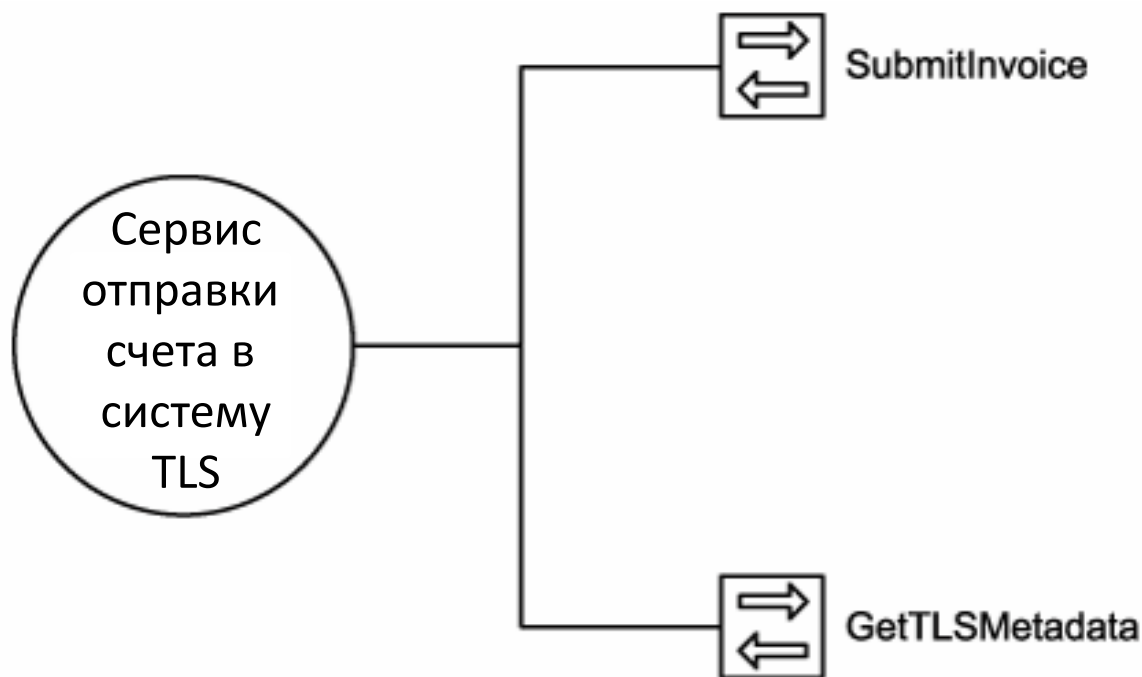 SubmitInvoice
Сервис
отправки
счета в
систему
TLS
GetTLSMetadata